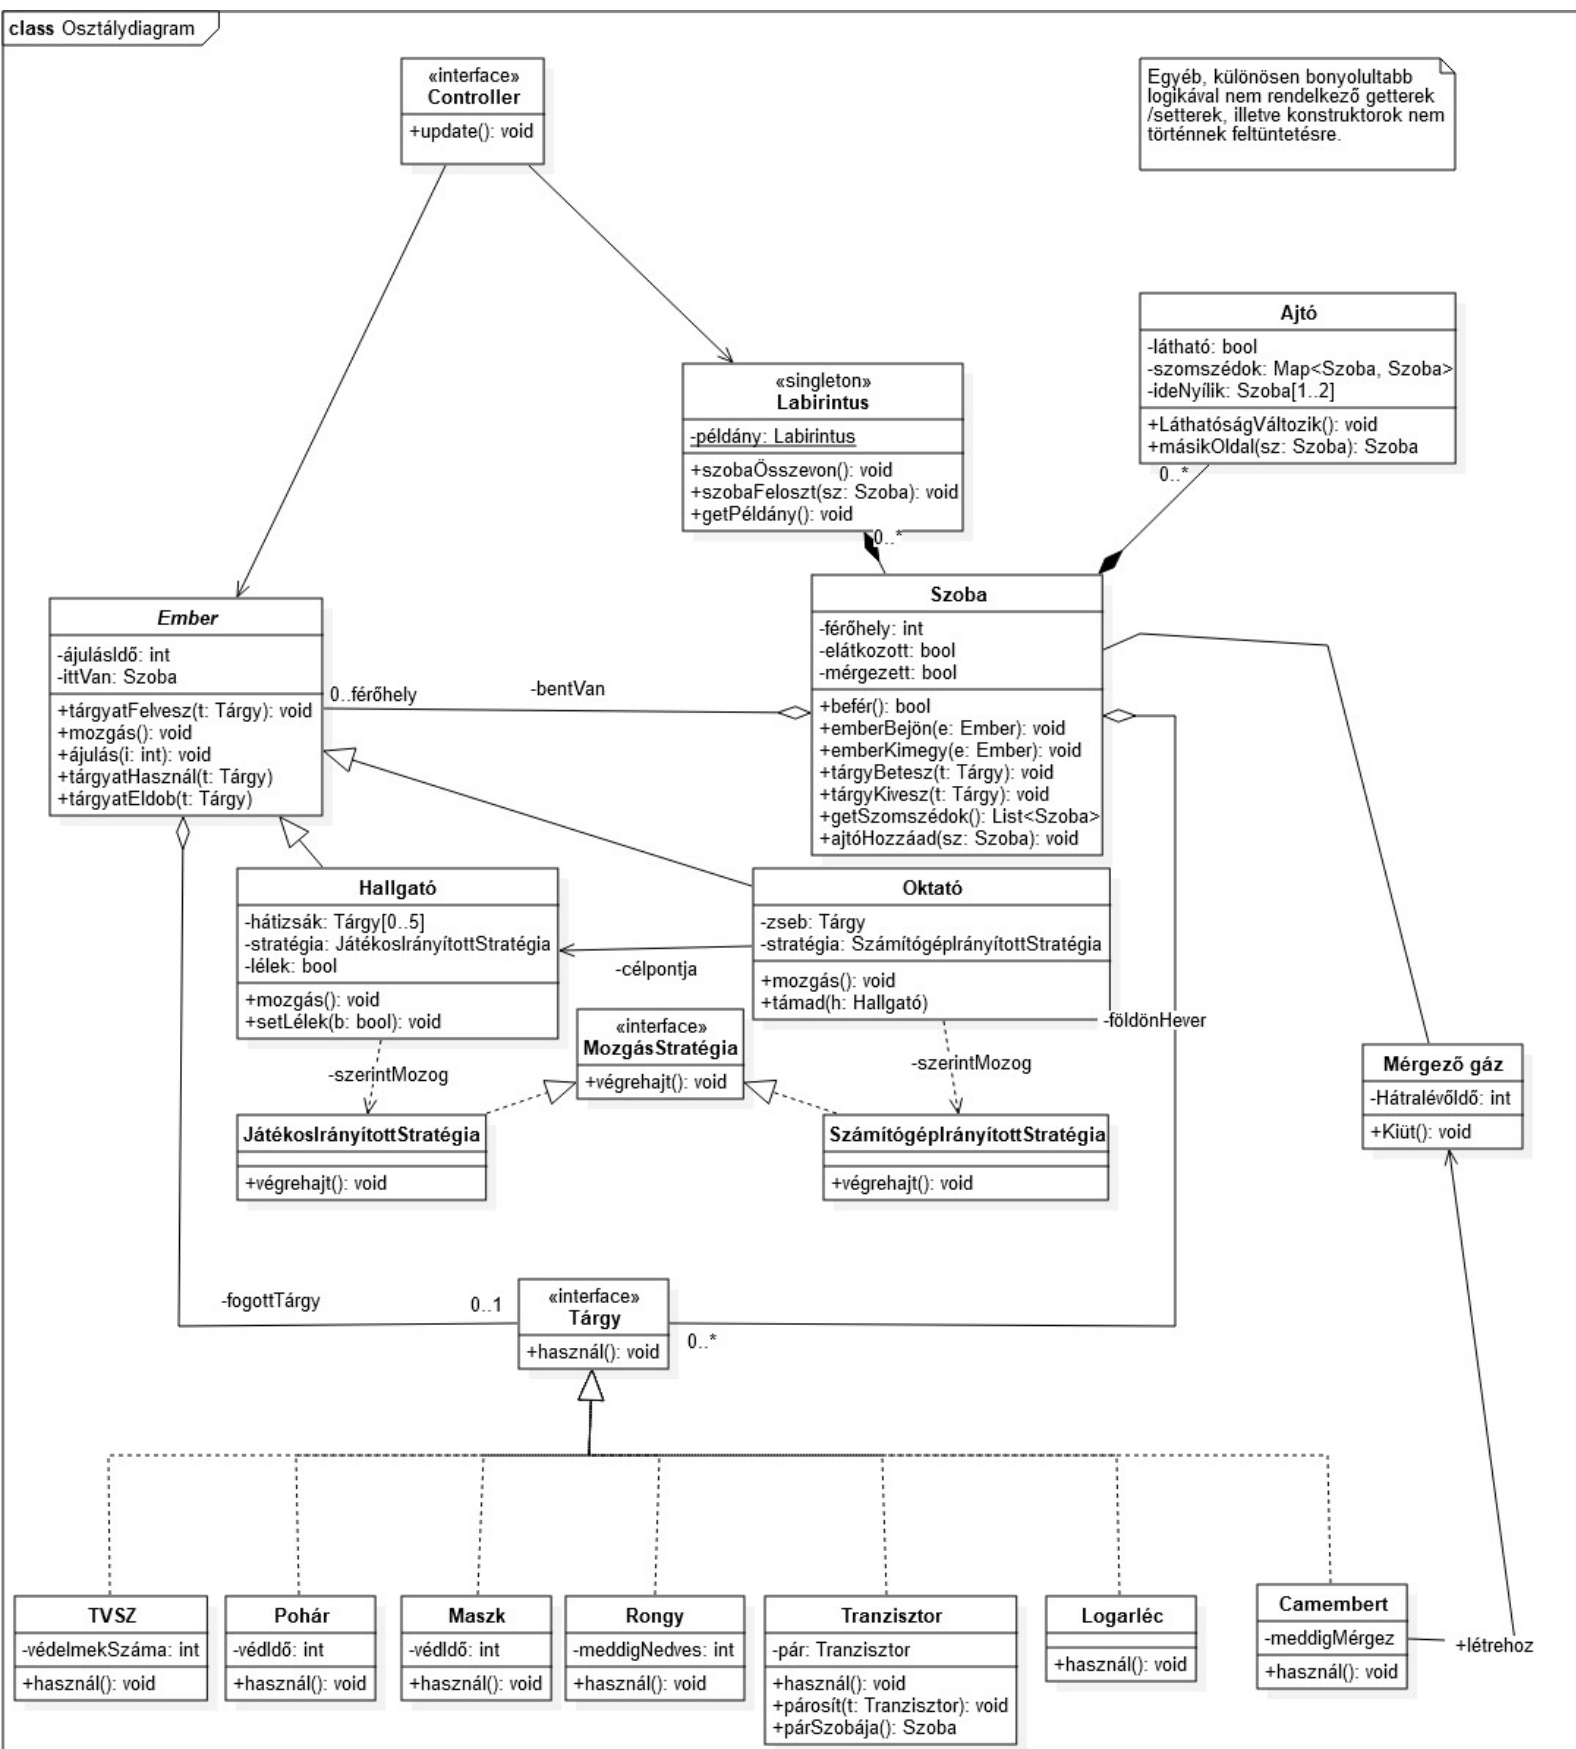 class Osztálydiagram
«interface»
Controller
+update(): void
Egyéb, különösen bonyolultabb
logikával nem rendelkező getterek
/setterek, illetve konstruktorok nem
történnek feltüntetésre.
Ajtó
-látható: bool
-szomszédok: Map<Szoba, Szoba>
-ideNyílik: Szoba[1..2]
+LáthatóságVáltozik(): void
+másikOldal(sz: Szoba): Szoba
0..*
«singleton»
Labirintus
-példány: Labirintus
+szobaÖsszevon(): void
+szobaFeloszt(sz: Szoba): void
+getPéldány(): void
0..*
Szoba
-férőhely: int
-elátkozott: bool
-mérgezett: bool
+befér(): bool
+emberBejön(e: Ember): void
+emberKimegy(e: Ember): void
+tárgyBetesz(t: Tárgy): void
+tárgyKivesz(t: Tárgy): void
+getSzomszédok(): List<Szoba>
+ajtóHozzáad(sz: Szoba): void
Ember
-ájulásIdő: int
-ittVan: Szoba
+tárgyatFelvesz(t: Tárgy): void
+mozgás(): void
+ájulás(i: int): void
+tárgyatHasznál(t: Tárgy)
+tárgyatEldob(t: Tárgy)
0..férőhely
-bentVan
Hallgató
-hátizsák: Tárgy[0..5]
-stratégia: JátékosIrányítottStratégia
-lélek: bool
+mozgás(): void
+setLélek(b: bool): void
-célpontja
Oktató
-zseb: Tárgy
-stratégia: SzámítógépIrányítottStratégia
+mozgás(): void
+támad(h: Hallgató)
-földönHever
«interface»
MozgásStratégia
+végrehajt(): void
-szerintMozog
-szerintMozog
JátékosIrányítottStratégia
+végrehajt(): void
SzámítógépIrányítottStratégia
+végrehajt(): void
Mérgező gáz
-HátralévőIdő: int
+Kiüt(): void
-fogottTárgy
0..1
«interface»
Tárgy
+használ(): void
0..*
TVSZ
-védelmekSzáma: int
+használ(): void
Pohár
-védIdő: int
+használ(): void
Maszk
-védIdő: int
+használ(): void
Rongy
-meddigNedves: int
+használ(): void
Tranzisztor
-pár: Tranzisztor
+használ(): void
+párosít(t: Tranzisztor): void
+párSzobája(): Szoba
Logarléc
+használ(): void
Camembert
-meddigMérgez
+használ(): void
+létrehoz